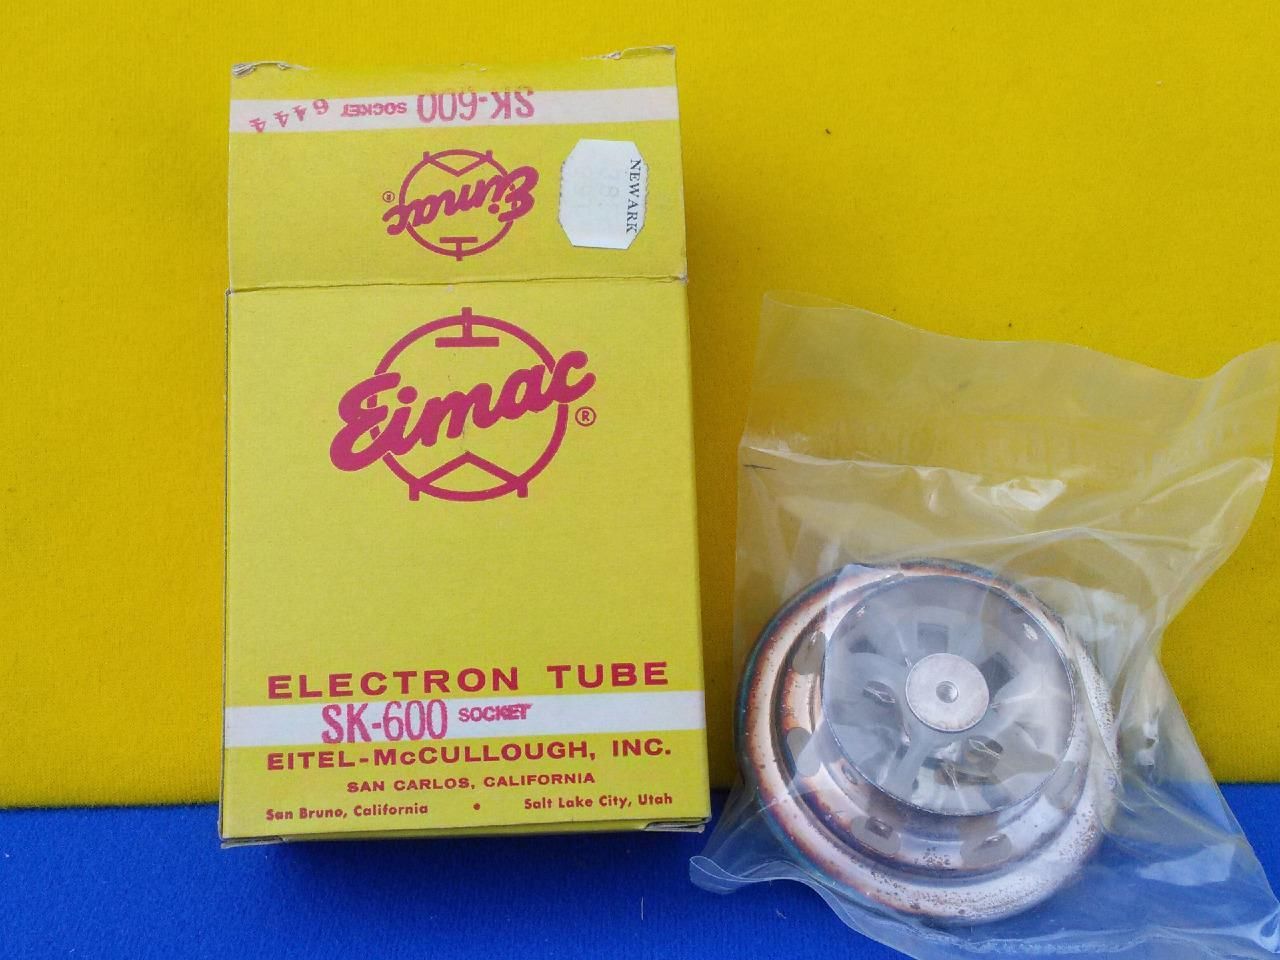 SK-600 SOCKET 6444
Eimac®
NEWARK
Eimac®
ELECTRON TUBE
SK-600 SOCKET
EITEL-McCULLOUGH, INC.
SAN CARLOS, CALIFORNIA
San Bruno, California • Salt Lake City, Utah